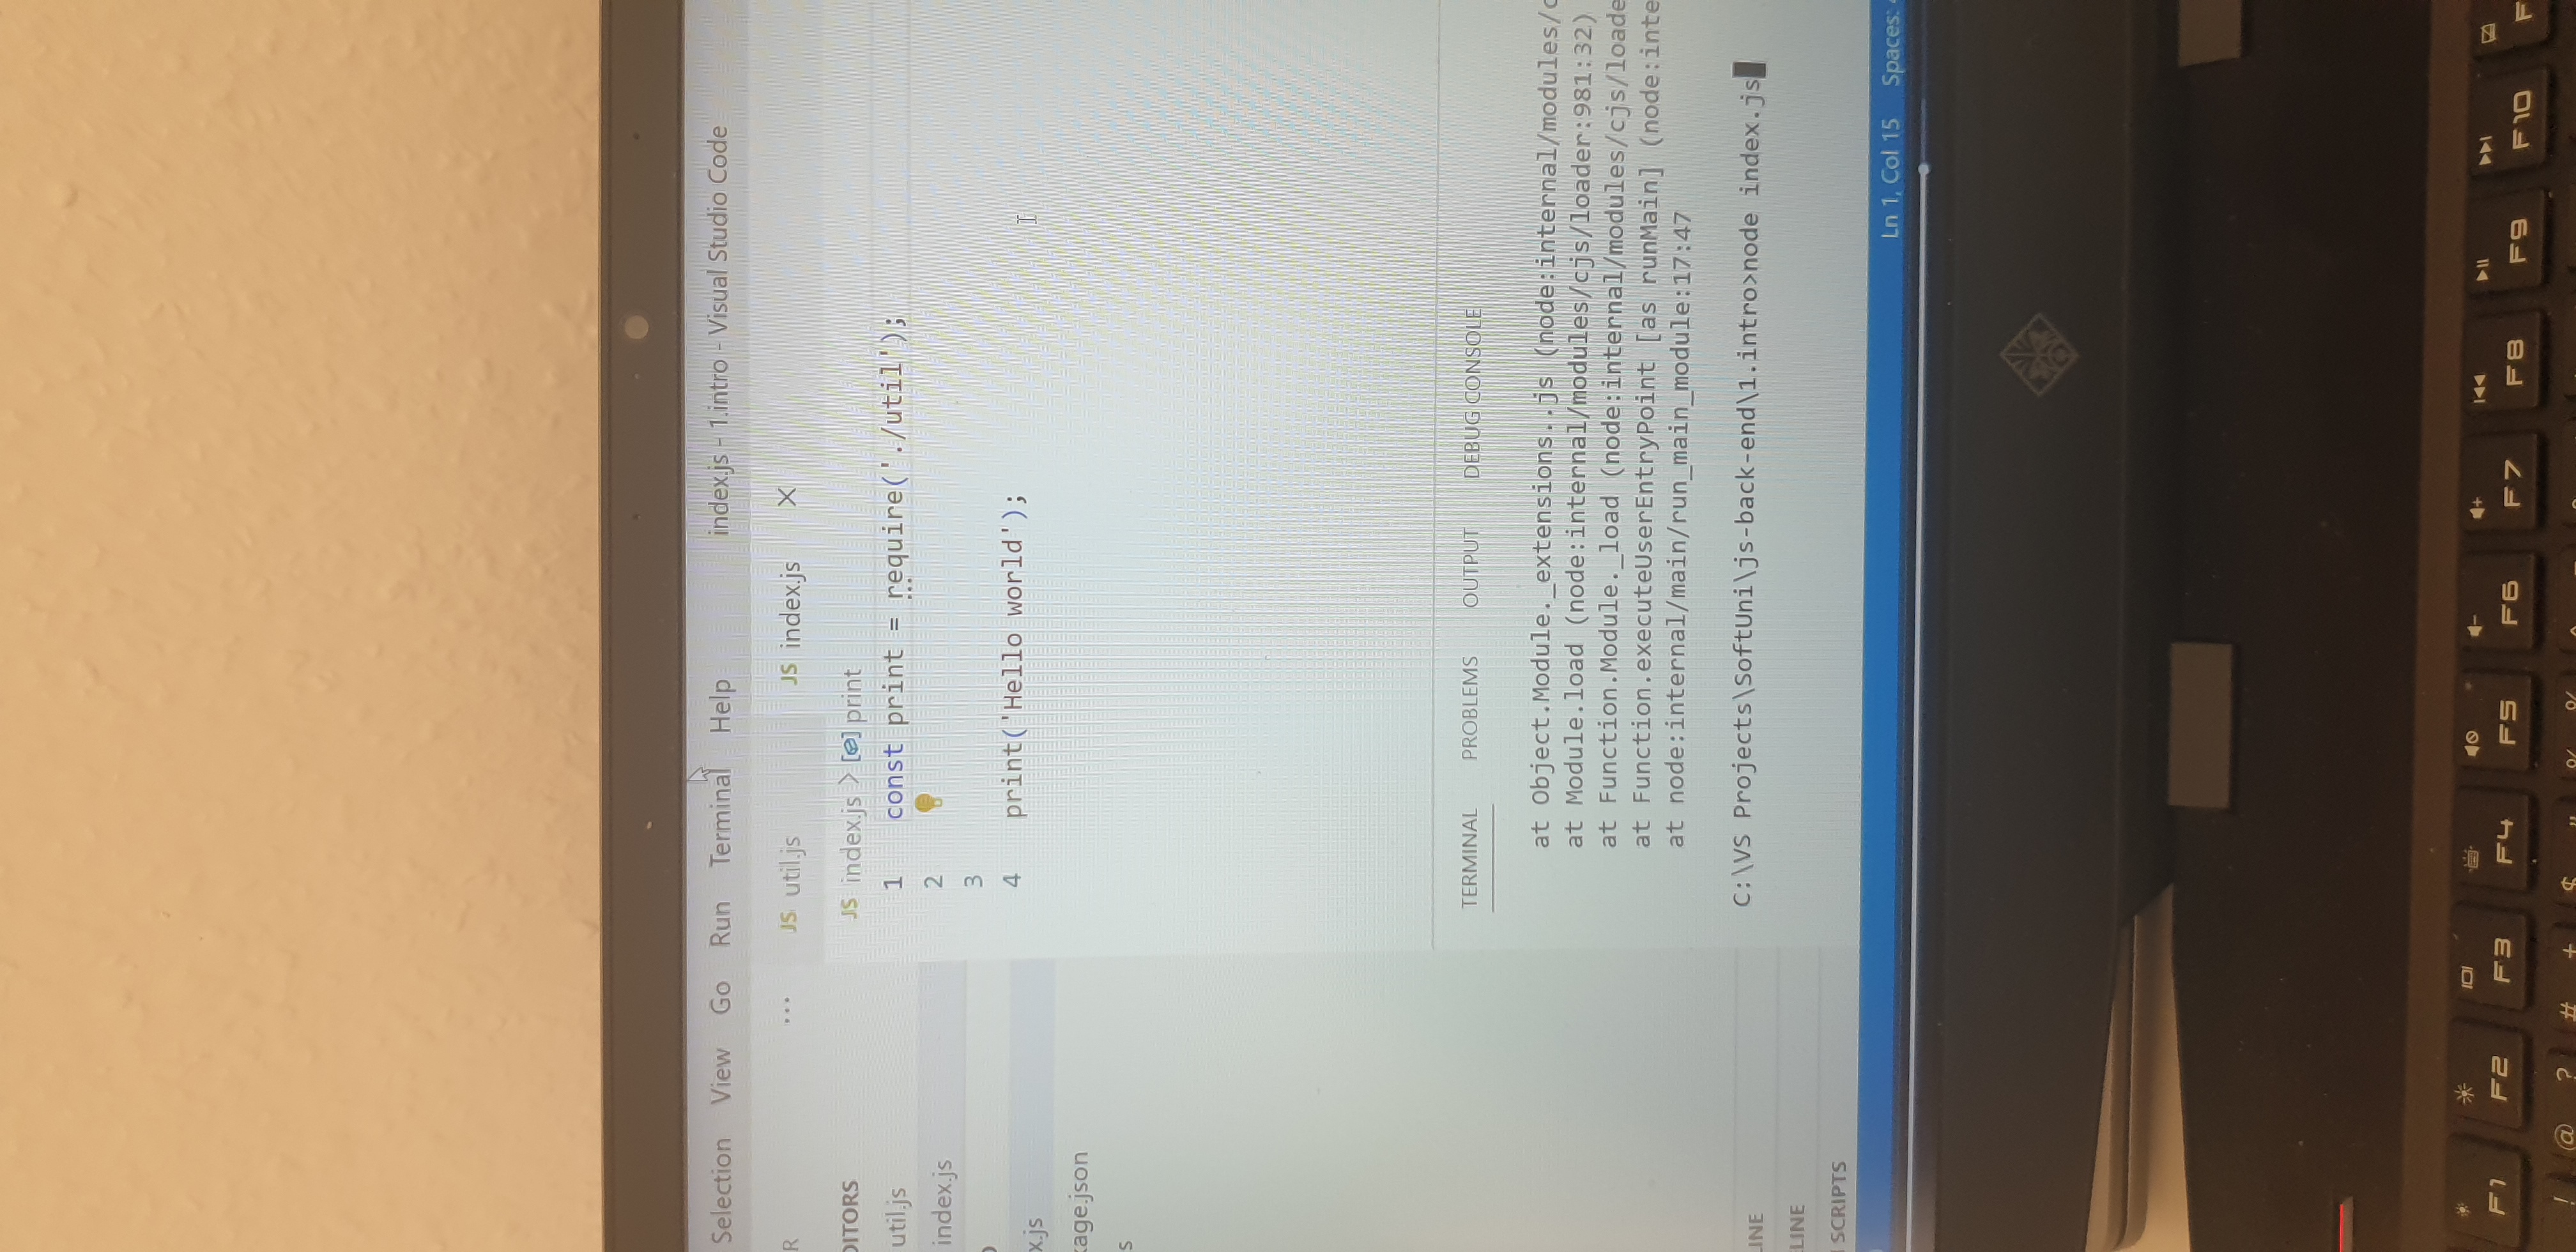 Selection View Go Run Terminal Help index.js - 1.intro - Visual Studio Code
R ... JS util.js JS index.js
DITORS
JS index.js > print
util.js
index.js
x.js
age.json
s
1 const print = require('./util');
2
3
4 print('Hello world');
TERMINAL PROBLEMS OUTPUT DEBUG CONSOLE
at Object.Module._extensions..js (node:internal/modules/c
at Module.load (node:internal/modules/cjs/loader:981:32)
at Function.Module._load (node:internal/modules/cjs/loade
at Function.executeUserEntryPoint [as runMain] (node:inte
at node:internal/main/run_main_module:17:47
C:\VS Projects\SoftUni\js-back-end\1.intro>node index.js
LINE
LINE
SCRIPTS
Ln 1, Col 15 Spaces:
F1 F2 F3 F4 F5 F6 F7 F8 F9 F10 F
! @ ? # + $ " % %